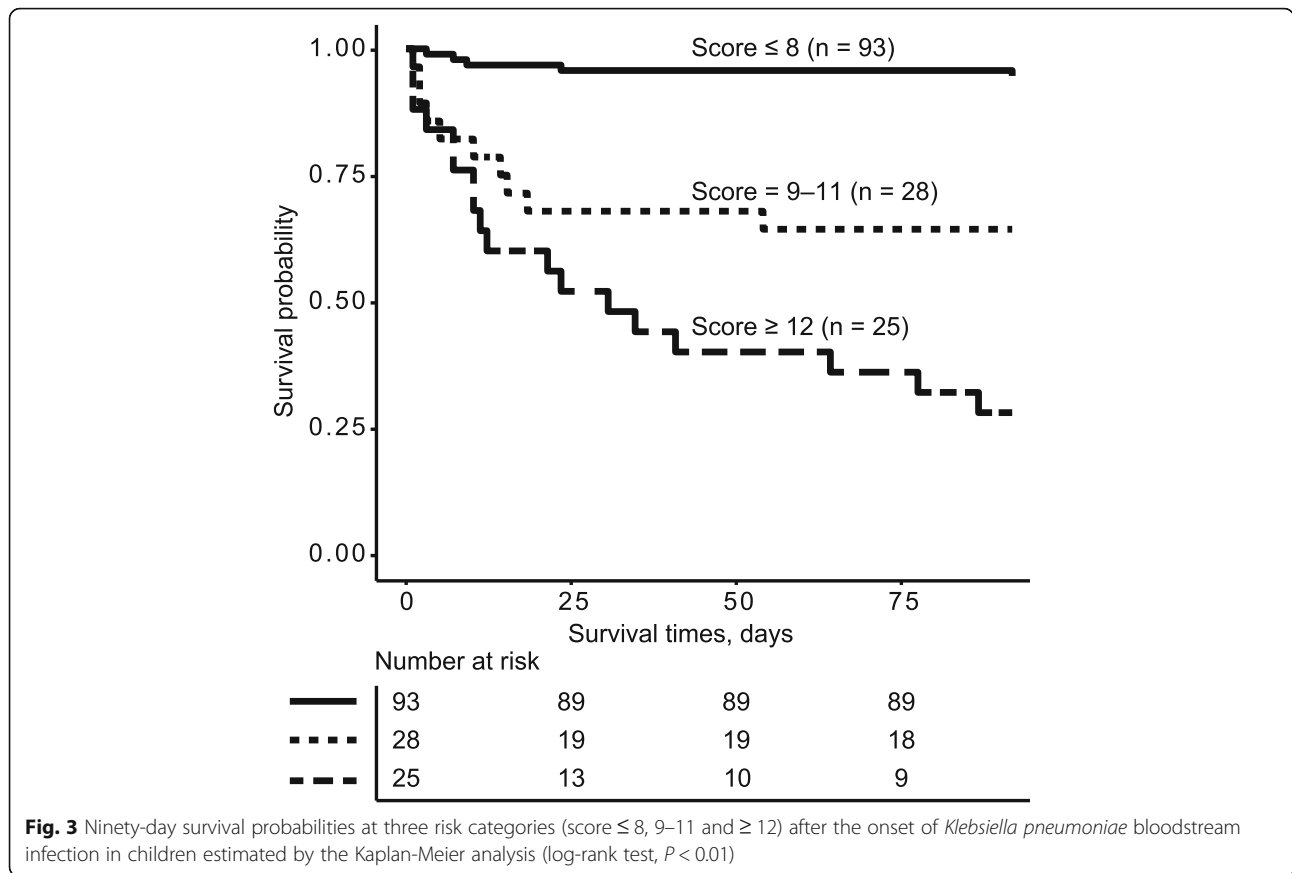 1.00
Score ≤ 8 (n = 93)
0.75
Score = 9–11 (n = 28)
Survival probability
0.50
Score ≥ 12 (n = 25)
0.25
0.00
0 25 50 75
Survival times, days
Number at risk
93 89 89 89
28 19 19 18
25 13 10 9
Fig. 3 Ninety-day survival probabilities at three risk categories (score ≤ 8, 9–11 and ≥ 12) after the onset of Klebsiella pneumoniae bloodstream
infection in children estimated by the Kaplan-Meier analysis (log-rank test, P < 0.01)